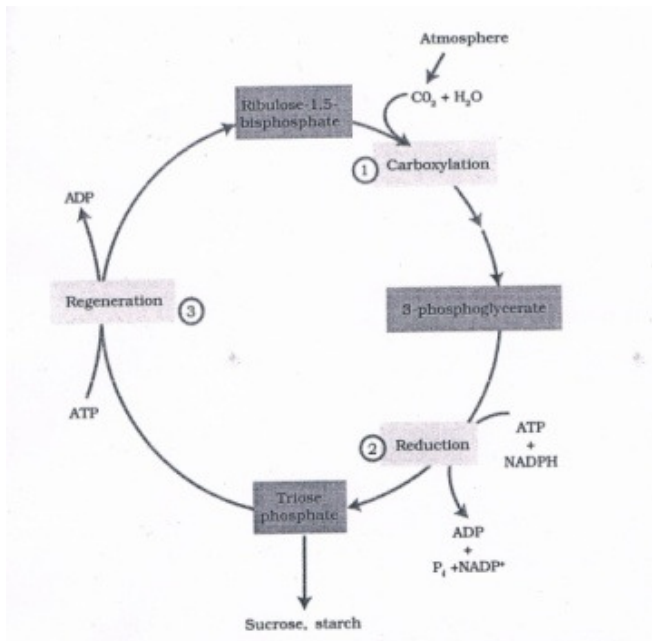 Atmosphere
CO₂ + H₂O
Ribulose-1,5-
bisphosphate
1 Carboxylation
ADP
Regeneration 3
3-phosphoglycerate
ATP
2 Reduction
ATP
+
NADPH
Triose
phosphate
ADP
+
Pᵢ +NADP⁺
Sucrose, starch